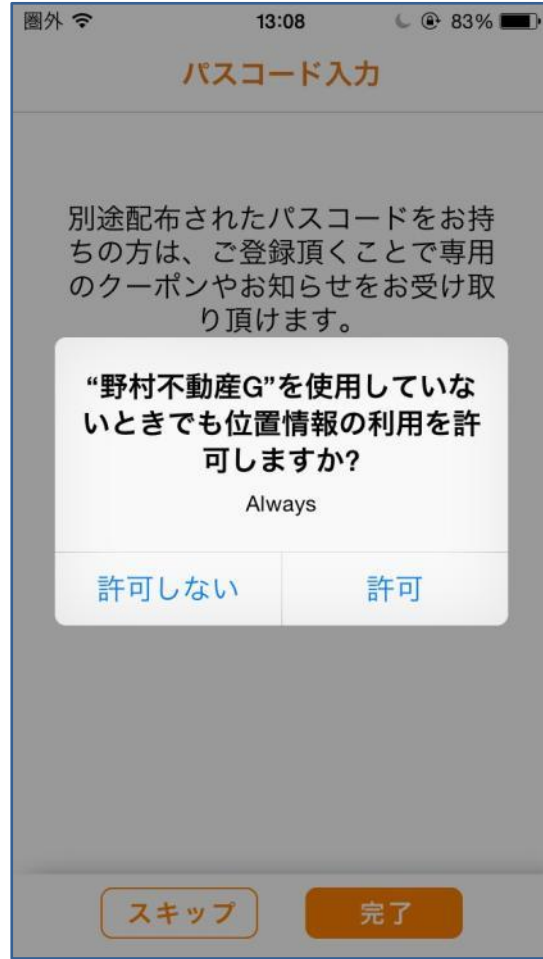 圏外 13:08 83%
パスコード入力
別途配布されたパスコードをお持
ちの方は、ご登録頂くことで専用
のクーポンやお知らせをお受け取
り頂けます。
“野村不動産G”を使用していな
いときでも位置情報の利用を許
可しますか?
Always
許可しない 許可
スキップ 完了